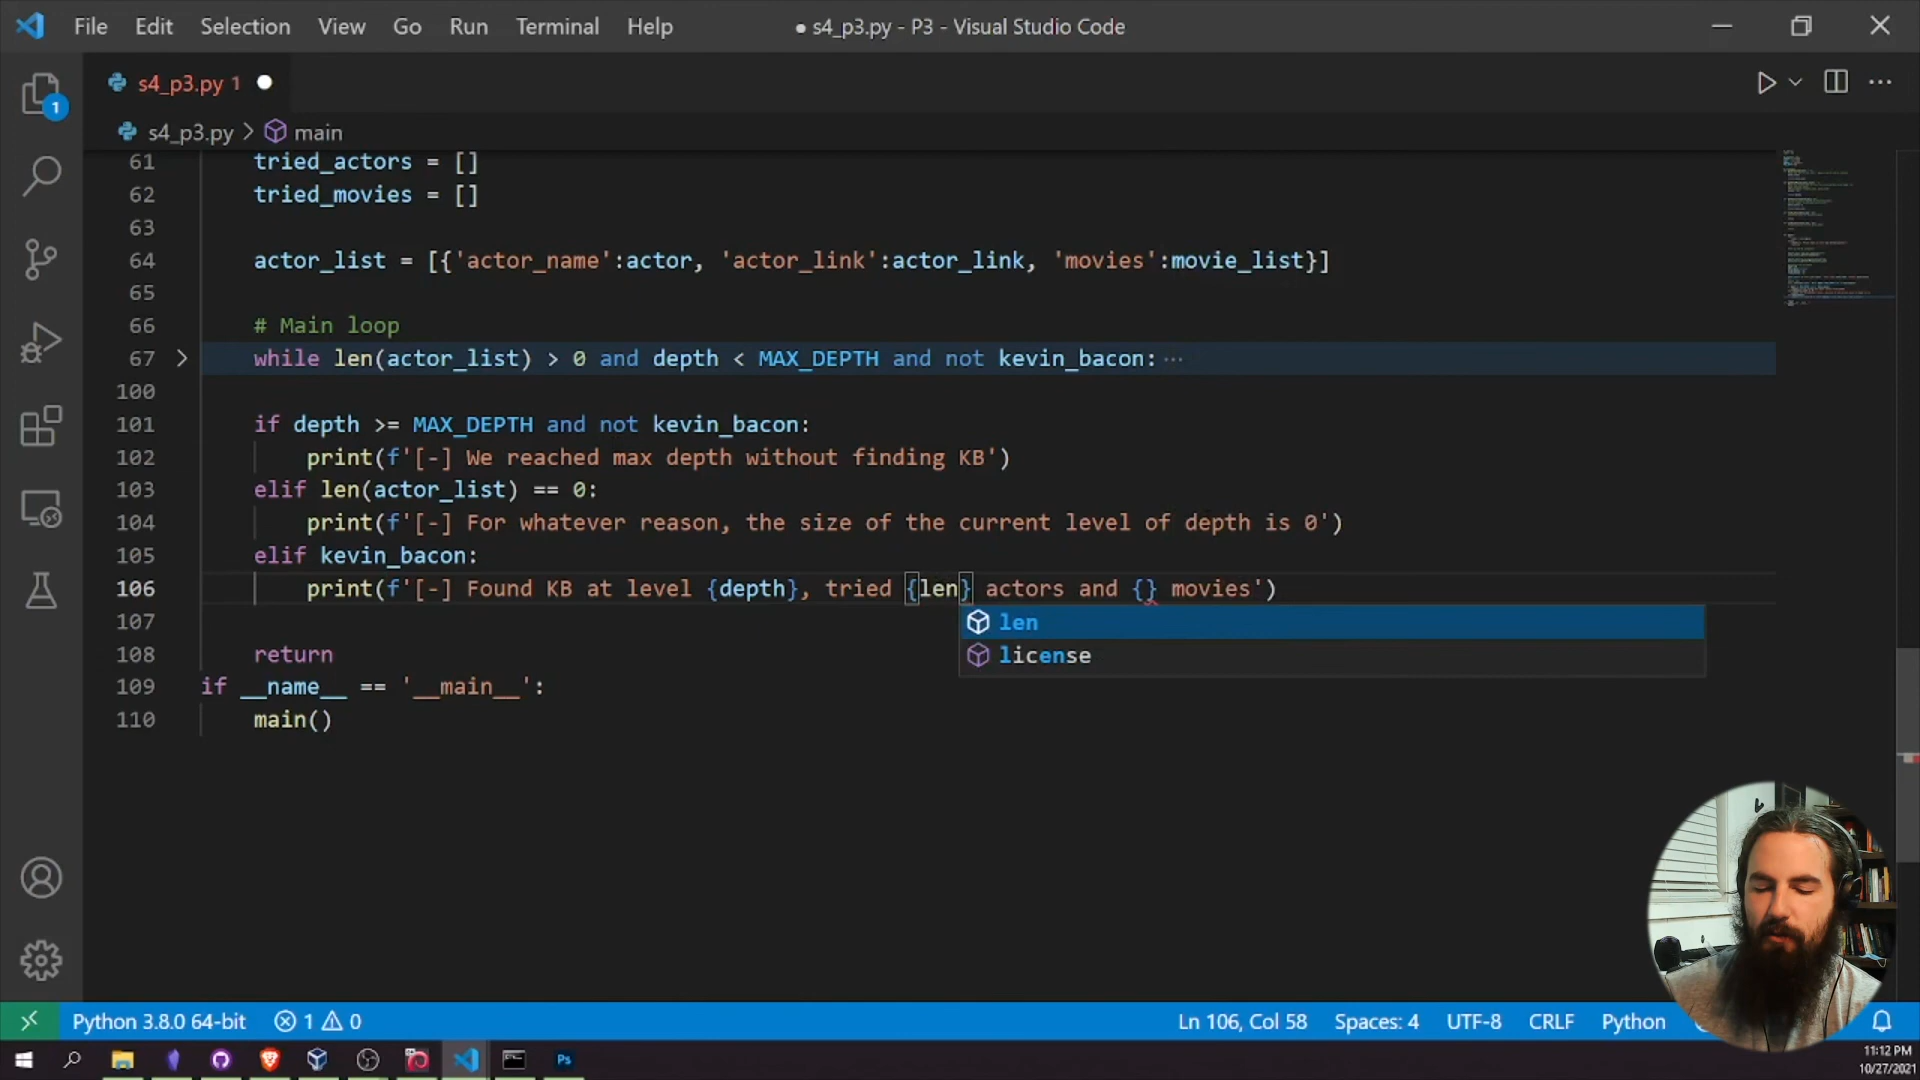 File Edit Selection View Go Run Terminal Help ● s4_p3.py - P3 - Visual Studio Code
1
s4_p3.py 1
s4_p3.py > main
61 tried_actors = []
62 tried_movies = []
63
64 actor_list = [{'actor_name':actor, 'actor_link':actor_link, 'movies':movie_list}]
65
66 # Main loop
67 while len(actor_list) > 0 and depth < MAX_DEPTH and not kevin_bacon: ...
100
101 if depth >= MAX_DEPTH and not kevin_bacon:
102 print(f'[-] We reached max depth without finding KB')
103 elif len(actor_list) == 0:
104 print(f'[-] For whatever reason, the size of the current level of depth is 0')
105 elif kevin_bacon:
106 print(f'[-] Found KB at level {depth}, tried {len} actors and {} movies')
len
license
107
108 return
109 if __name__ == '__main__':
110 main()
Python 3.8.0 64-bit 1 0 Ln 106, Col 58 Spaces: 4 UTF-8 CRLF Python
Ps
11:12 PM
10/27/2021